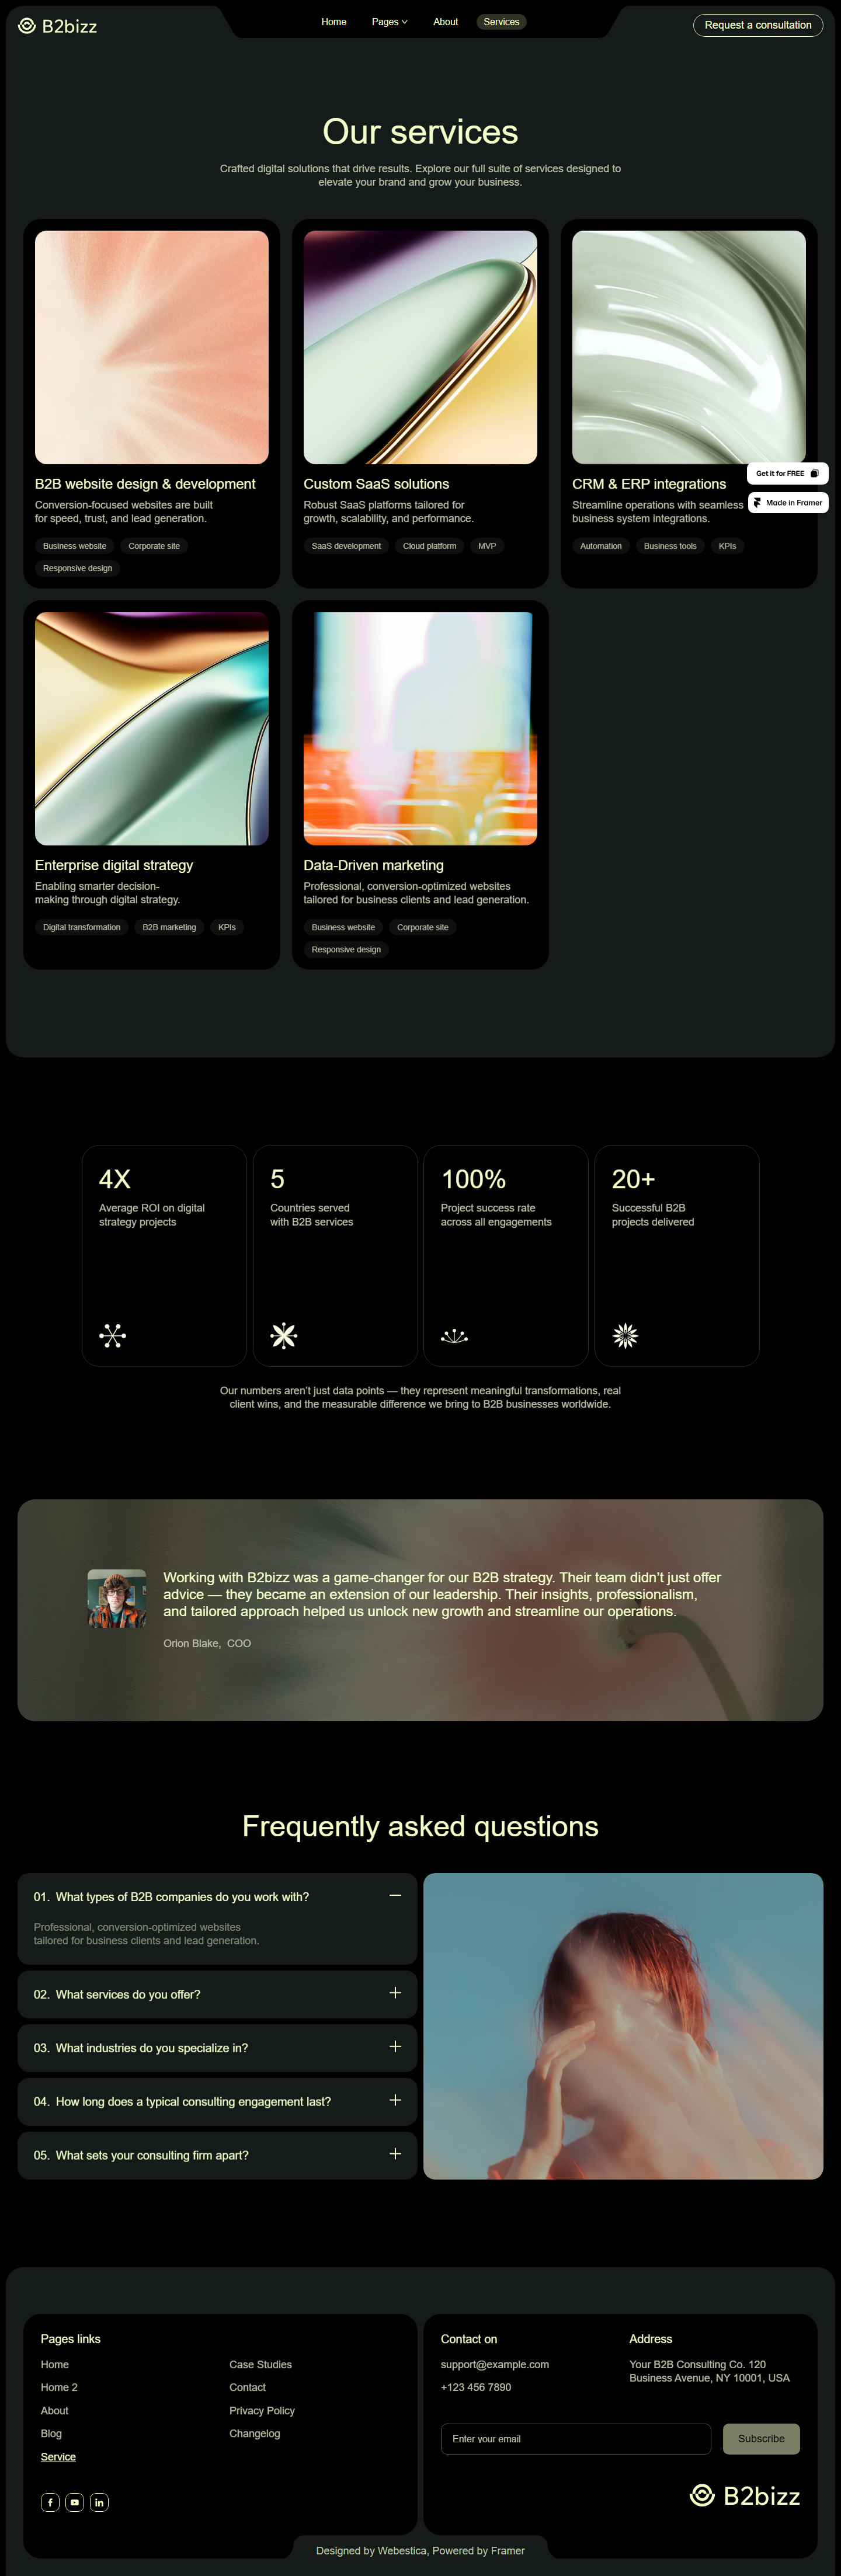 B2bizz
Home
Pages
About
Services
Request a consultation
Our services
Crafted digital solutions that drive results. Explore our full suite of services designed to
elevate your brand and grow your business.
B2B website design & development
Conversion-focused websites are built
for speed, trust, and lead generation.
Business website
Corporate site
Responsive design
Custom SaaS solutions
Robust SaaS platforms tailored for
growth, scalability, and performance.
SaaS development
Cloud platform
MVP
CRM & ERP integrations
Streamline operations with seamless
business system integrations.
Automation
Business tools
KPIs
Get it for FREE
Made in Framer
Enterprise digital strategy
Enabling smarter decision-
making through digital strategy.
Digital transformation
B2B marketing
KPIs
Data-Driven marketing
Professional, conversion-optimized websites
tailored for business clients and lead generation.
Business website
Corporate site
Responsive design
4X
Average ROI on digital
strategy projects
5
Countries served
with B2B services
100%
Project success rate
across all engagements
20+
Successful B2B
projects delivered
Our numbers aren’t just data points — they represent meaningful transformations, real
client wins, and the measurable difference we bring to B2B businesses worldwide.
Working with B2bizz was a game-changer for our B2B strategy. Their team didn’t just offer
advice — they became an extension of our leadership. Their insights, professionalism,
and tailored approach helped us unlock new growth and streamline our operations.
Orion Blake, COO
Frequently asked questions
01. What types of B2B companies do you work with?
Professional, conversion-optimized websites
tailored for business clients and lead generation.
02. What services do you offer?
03. What industries do you specialize in?
04. How long does a typical consulting engagement last?
05. What sets your consulting firm apart?
Pages links
Home
Home 2
About
Blog
Service
Case Studies
Contact
Privacy Policy
Changelog
Contact on
support@example.com
+123 456 7890
Address
Your B2B Consulting Co. 120
Business Avenue, NY 10001, USA
Enter your email
Subscribe
B2bizz
Designed by Webestica, Powered by Framer